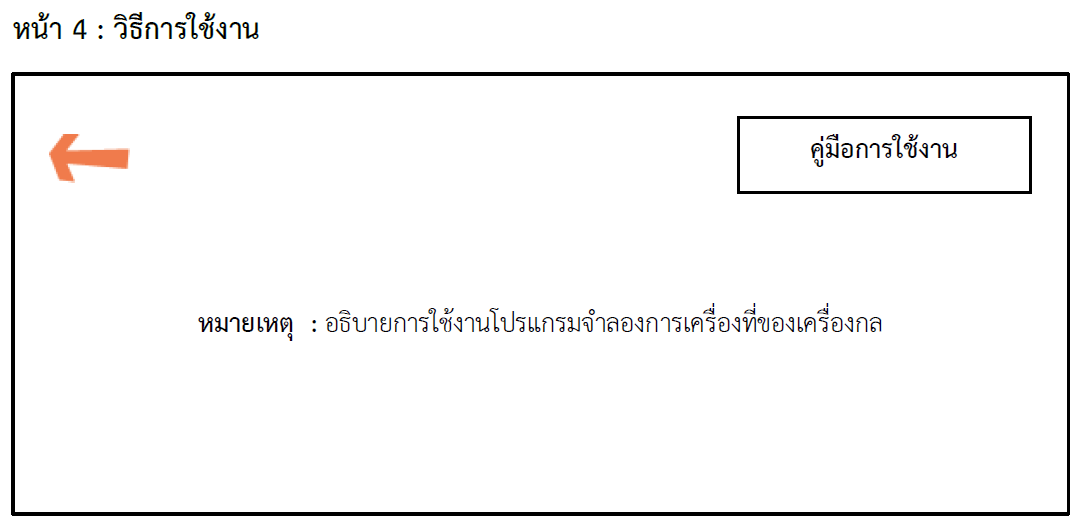 หน้า 4 : วิธีการใช้งาน
คู่มือการใช้งาน
หมายเหตุ : อธิบายการใช้งานโปรแกรมจำลองการเครื่องที่ของเครื่องกล